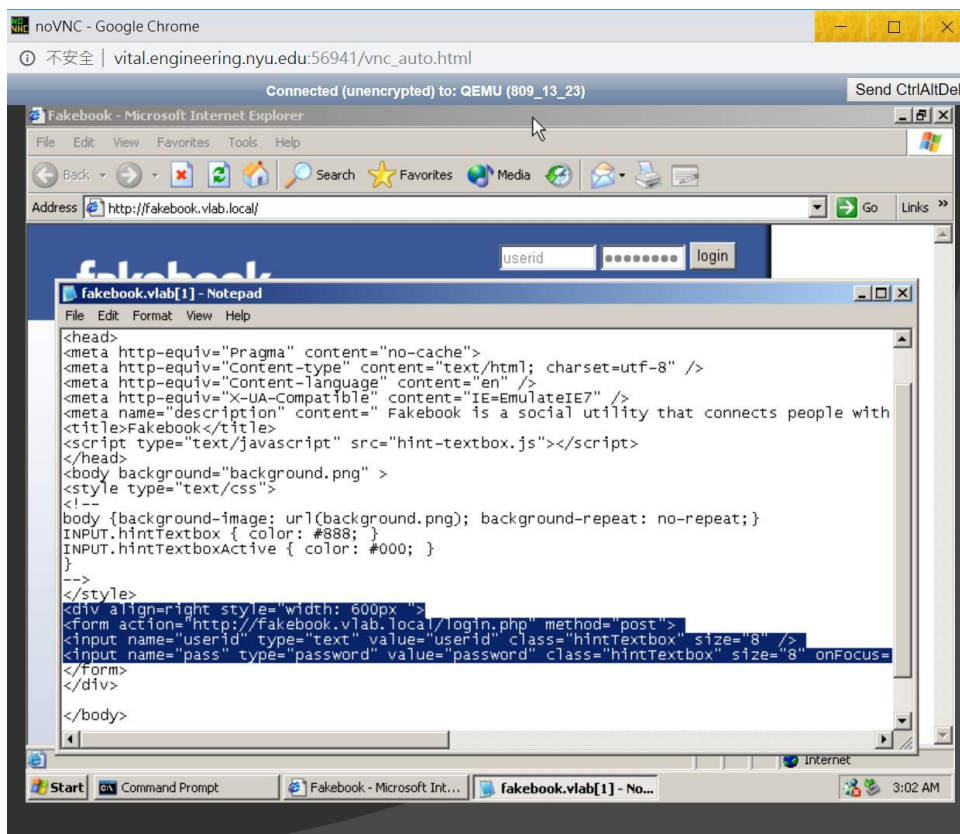 noVNC - Google Chrome
不安全 | vital.engineering.nyu.edu:56941/vnc_auto.html
Connected (unencrypted) to: QEMU (809_13_23)
Send CtrlAltDel
Fakebook - Microsoft Internet Explorer
File Edit View Favorites Tools Help
Back Search Favorites Media
Address http://fakebook.vlab.local/ Go Links »
userid ●●●●●●●● login
fakebook
fakebook.vlab[1] - Notepad
File Edit Format View Help
<head>
<meta http-equiv="Pragma" content="no-cache">
<meta http-equiv="Content-type" content="text/html; charset=utf-8" />
<meta http-equiv="Content-language" content="en" />
<meta http-equiv="X-UA-Compatible" content="IE=EmulateIE7" />
<meta name="description" content=" Fakebook is a social utility that connects people with
<title>Fakebook</title>
<script type="text/javascript" src="hint-textbox.js"></script>
</head>
<body background="background.png" >
<style type="text/css">
<!--
body {background-image: url(background.png); background-repeat: no-repeat;}
INPUT.hintTextbox { color: #888; }
INPUT.hintTextboxActive { color: #000; }
}
-->
</style>
<div align=right style="width: 600px ">
<form action="http://fakebook.vlab.local/login.php" method="post">
<input name="userid" type="text" value="userid" class="hintTextbox" size="8" />
<input name="pass" type="password" value="password" class="hintTextbox" size="8" onFocus=
</form>
</div>
</body>
Internet
Start Command Prompt Fakebook - Microsoft Int... fakebook.vlab[1] - No... 3:02 AM